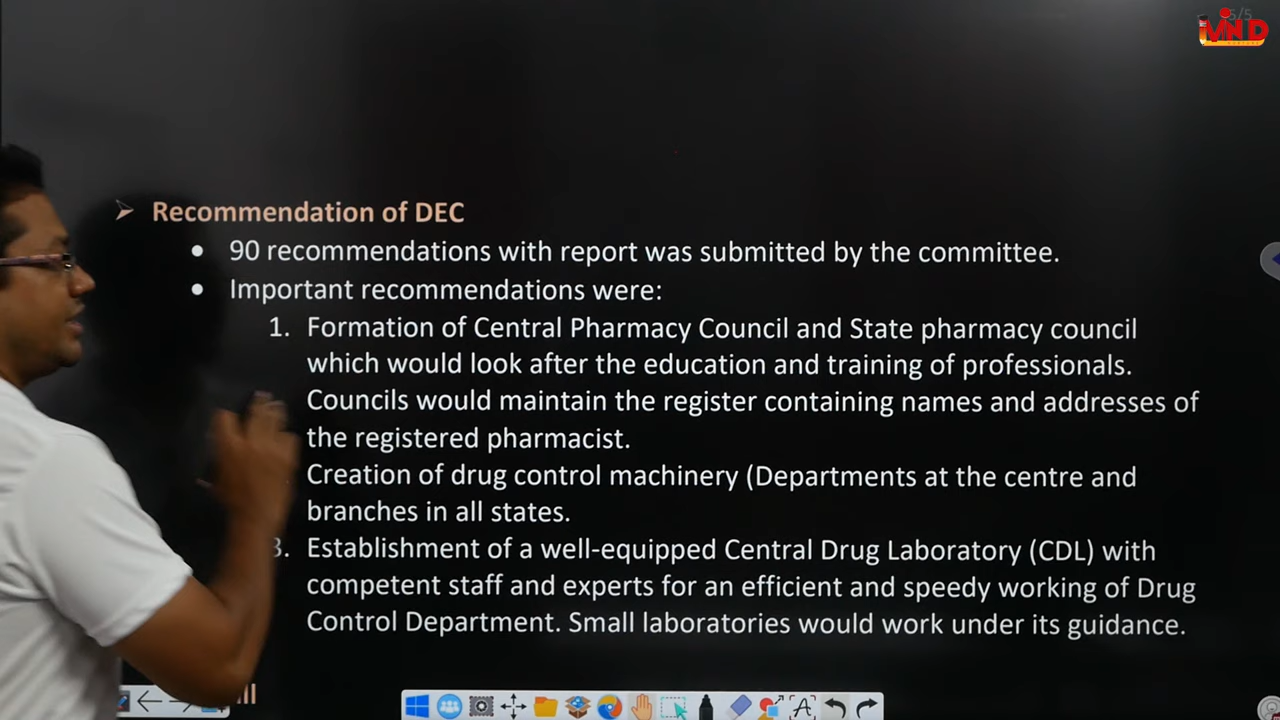 5/5
MIND
Recommendation of DEC
90 recommendations with report was submitted by the committee.
Important recommendations were:
1. Formation of Central Pharmacy Council and State pharmacy council
which would look after the education and training of professionals.
Councils would maintain the register containing names and addresses of
the registered pharmacist.
Creation of drug control machinery (Departments at the centre and
branches in all states.
3. Establishment of a well-equipped Central Drug Laboratory (CDL) with
competent staff and experts for an efficient and speedy working of Drug
Control Department. Small laboratories would work under its guidance.